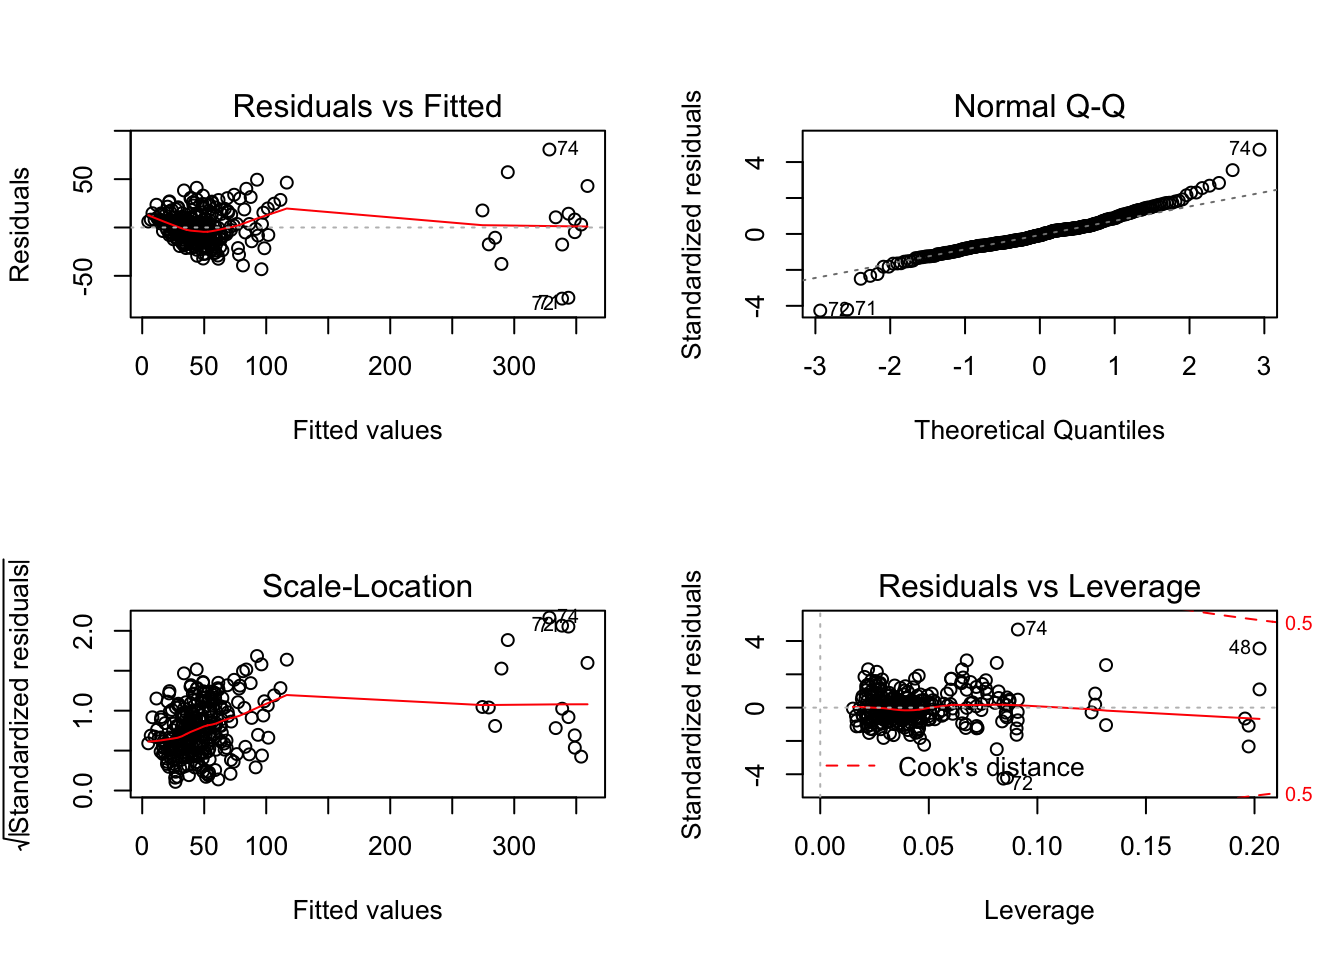 Residuals vs Fitted
Residuals
50
-50
74
72
0 50 100 200 300
Fitted values
Normal Q-Q
Standardized residuals
4
0
-4
74
72 71
-3 -2 -1 0 1 2 3
Theoretical Quantiles
Scale-Location
√|Standardized residuals|
2.0
1.0
0.0
74
72
0 50 100 200 300
Fitted values
Residuals vs Leverage
Standardized residuals
4
0
-4
0.5
74
48
Cook's distance
72
0.5
0.00 0.05 0.10 0.15 0.20
Leverage